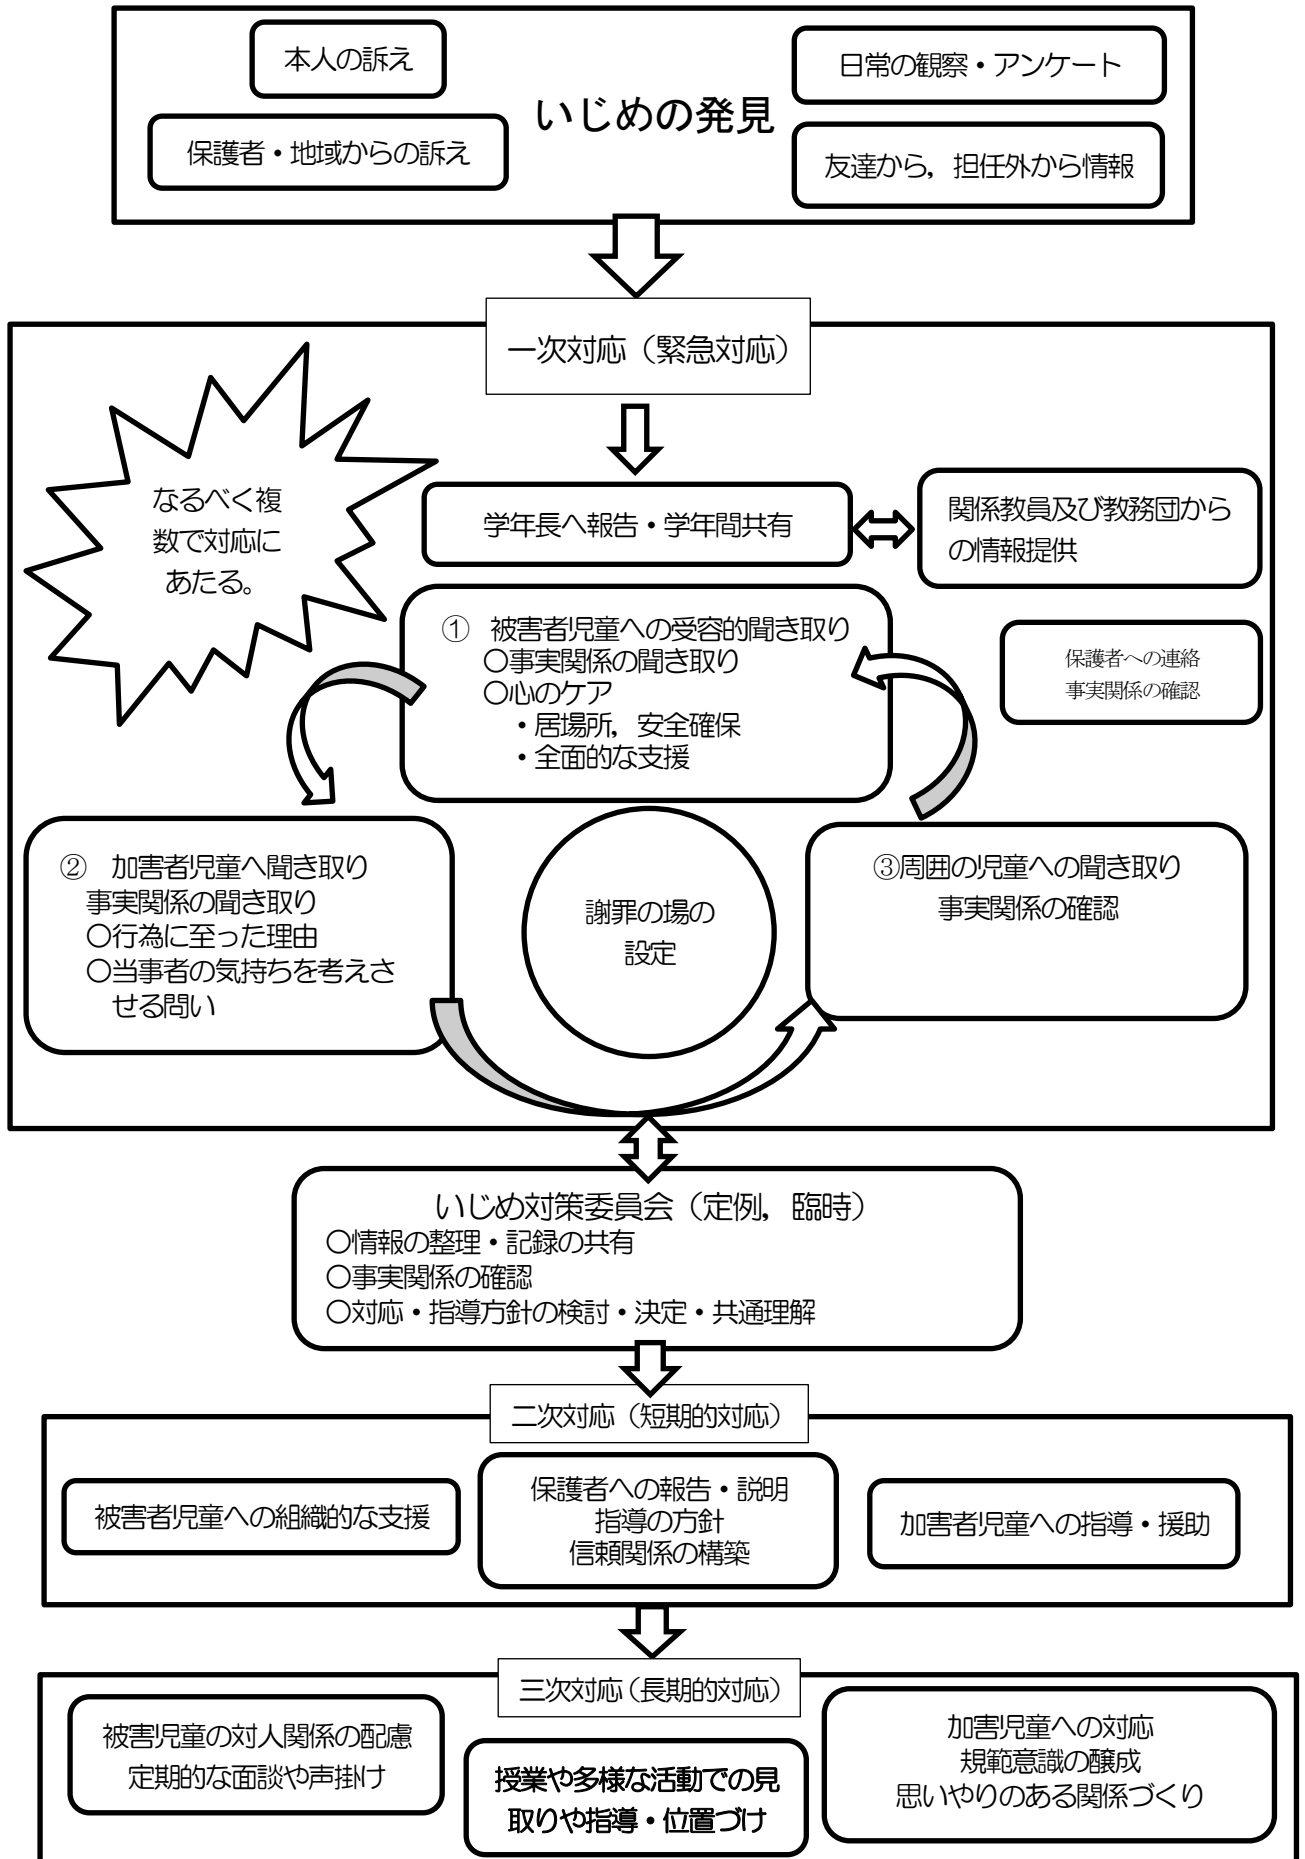 本人の訴え
日常の観察・アンケート
いじめの発見
保護者・地域からの訴え
友達から，担任外から情報
一次対応（緊急対応）
なるべく複
数で対応に
あたる。
学年長へ報告・学年間共有
関係教員及び教務団から
の情報提供
① 被害者児童への受容的聞き取り
○事実関係の聞き取り
○心のケア
・居場所，安全確保
・全面的な支援
保護者への連絡
事実関係の確認
② 加害者児童へ聞き取り
事実関係の聞き取り
○行為に至った理由
○当事者の気持ちを考えさ
せる問い
謝罪の場の
設定
③周囲の児童への聞き取り
事実関係の確認
いじめ対策委員会（定例，臨時）
○情報の整理・記録の共有
○事実関係の確認
○対応・指導方針の検討・決定・共通理解
二次対応（短期的対応）
被害者児童への組織的な支援
保護者への報告・説明
指導の方針
信頼関係の構築
加害者児童への指導・援助
三次対応（長期的対応）
被害児童の対人関係の配慮
定期的な面談や声掛け
授業や多様な活動での見
取りや指導・位置づけ
加害児童への対応
規範意識の醸成
思いやりのある関係づくり